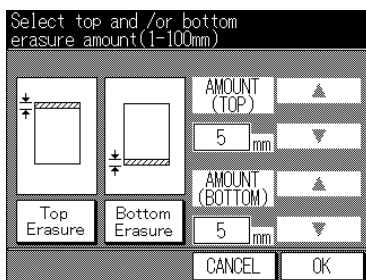 Select top and /or bottom
erasure amount(1-100mm)
AMOUNT
(TOP)
5 mm
AMOUNT
(BOTTOM)
5 mm
Top
Erasure
Bottom
Erasure
CANCEL
OK